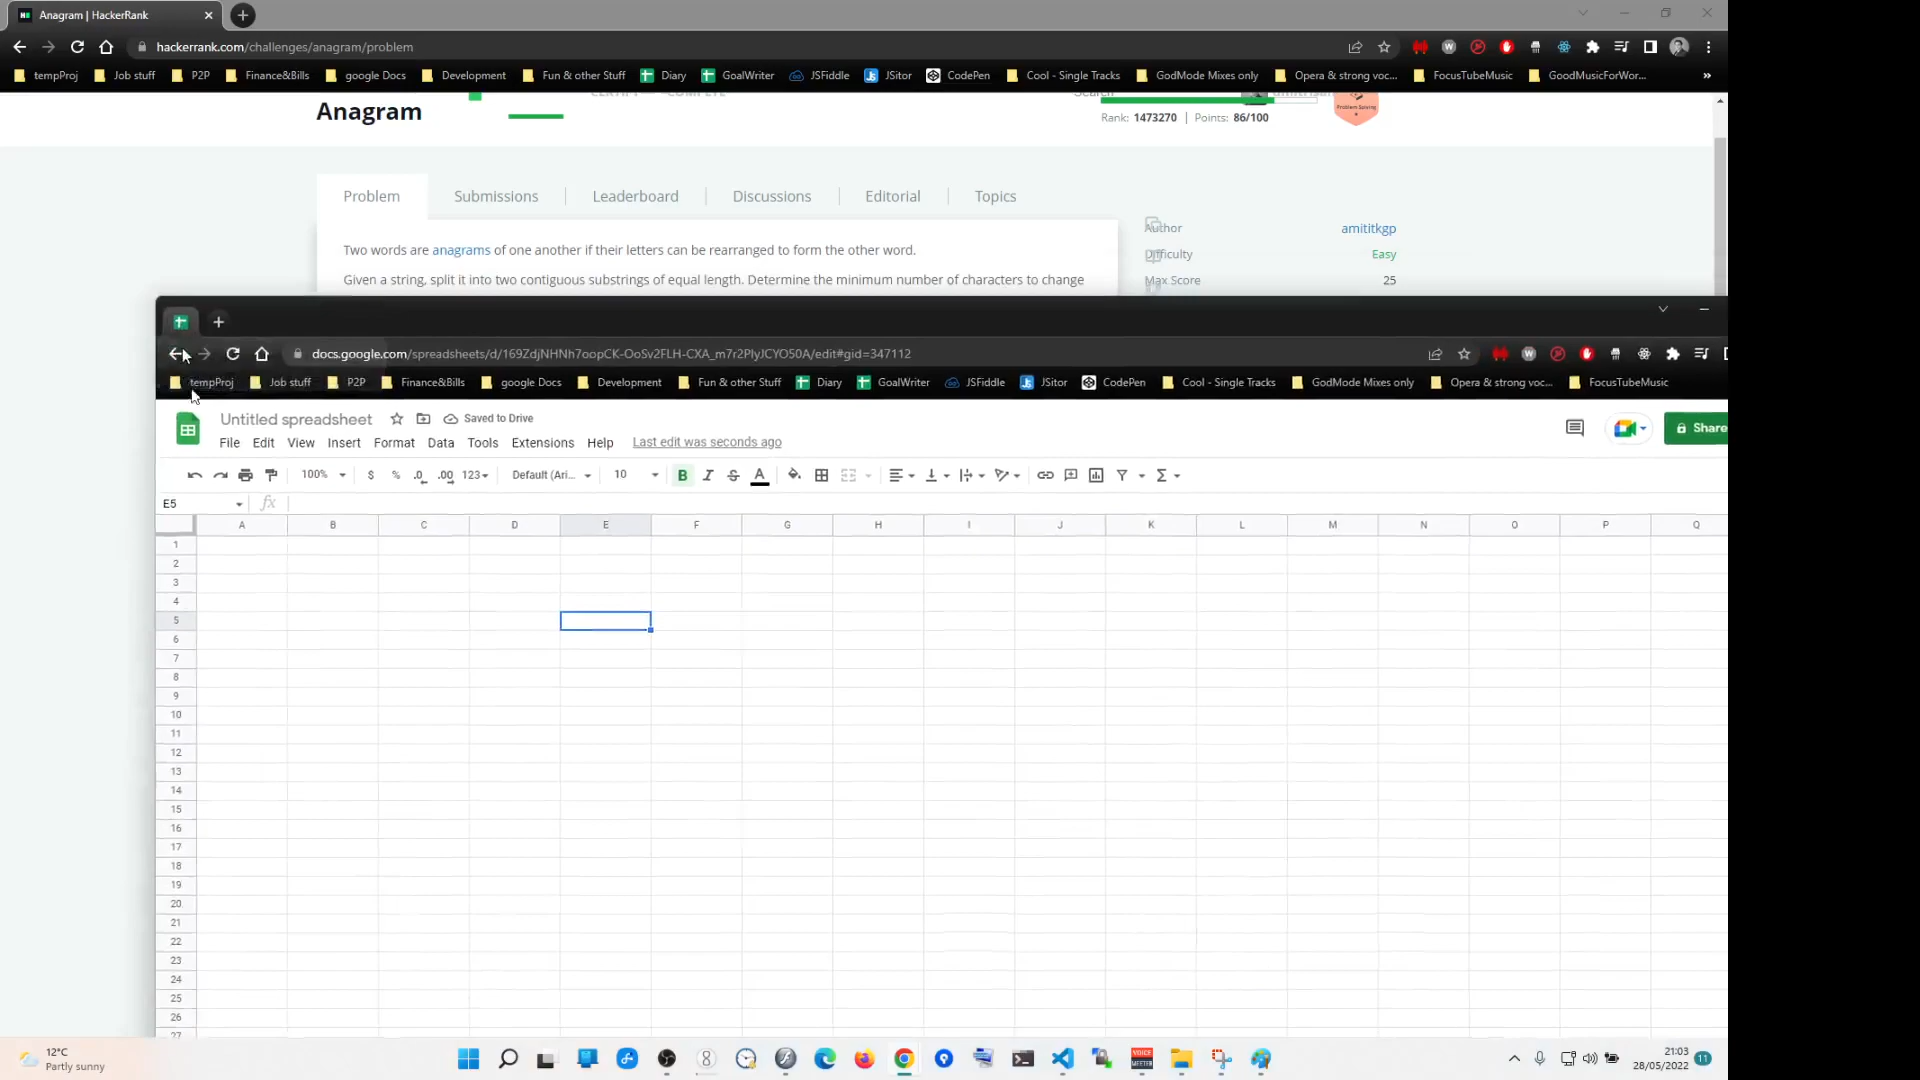 Anagram | HackerRank
hackerrank.com/challenges/anagram/problem
tempProj Job stuff P2P Finance&Bills google Docs Development Fun & other Stuff Diary GoalWriter JSFiddle JSitor CodePen Cool - Single Tracks GodMode Mixes only Opera & strong voc... FocusTubeMusic GoodMusicForWor... »
Search
Anagram
Rank: 1473270 | Points: 86/100
Problem Solving
Problem Submissions Leaderboard Discussions Editorial Topics
Two words are anagrams of one another if their letters can be rearranged to form the other word.
Given a string, split it into two contiguous substrings of equal length. Determine the minimum number of characters to change
Author amititkgp
Difficulty Easy
Max Score 25
docs.google.com/spreadsheets/d/169ZdjNHNh7oopCK-OoSv2FLH-CXA_m7r2PlyJCYO50A/edit#gid=347112
tempProj Job stuff P2P Finance&Bills google Docs Development Fun & other Stuff Diary GoalWriter JSFiddle JSitor CodePen Cool - Single Tracks GodMode Mixes only Opera & strong voc... FocusTubeMusic
Untitled spreadsheet Saved to Drive
File Edit View Insert Format Data Tools Extensions Help Last edit was seconds ago
Share
100% $ % .0 .00 123 Default (Ari... 10 B I S A Σ
E5 fx
A B C D E F G H I J K L M N O P Q
1
2
3
4
5
6
7
8
9
10
11
12
13
14
15
16
17
18
19
20
21
22
23
24
25
26
27
12°C
Partly sunny
VOICE
MEETER
21:03
28/05/2022
11